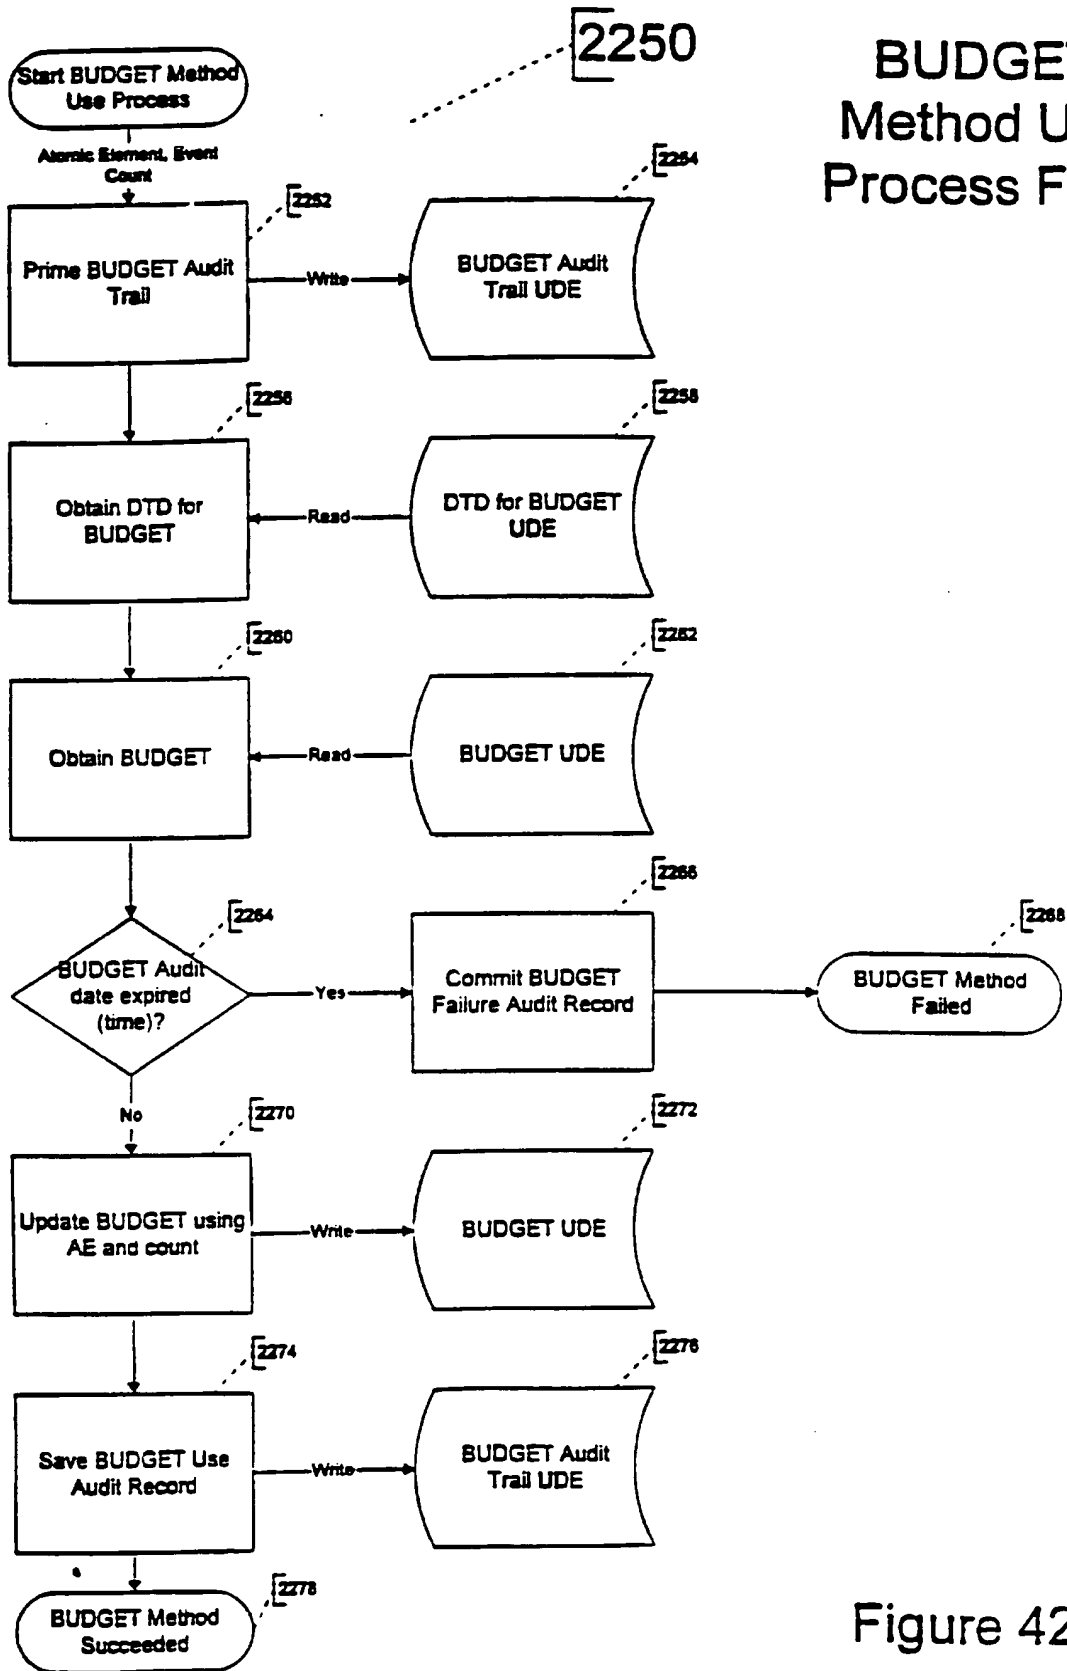 2250
BUDGET
Method U
Process F
Start BUDGET Method
Use Process
Atomic Element, Event
Count
2252
Prime BUDGET Audit
Trail
Write
2254
BUDGET Audit
Trail UDE
2256
Obtain DTD for
BUDGET
Read
2258
DTD for BUDGET
UDE
2260
Obtain BUDGET
Read
2262
BUDGET UDE
2264
BUDGET Audit
date expired
(time)?
Yes
2266
Commit BUDGET
Failure Audit Record
2268
BUDGET Method
Failed
No
2270
Update BUDGET using
AE and count
Write
2272
BUDGET UDE
2274
Save BUDGET Use
Audit Record
Write
2276
BUDGET Audit
Trail UDE
2278
BUDGET Method
Succeeded
Figure 42